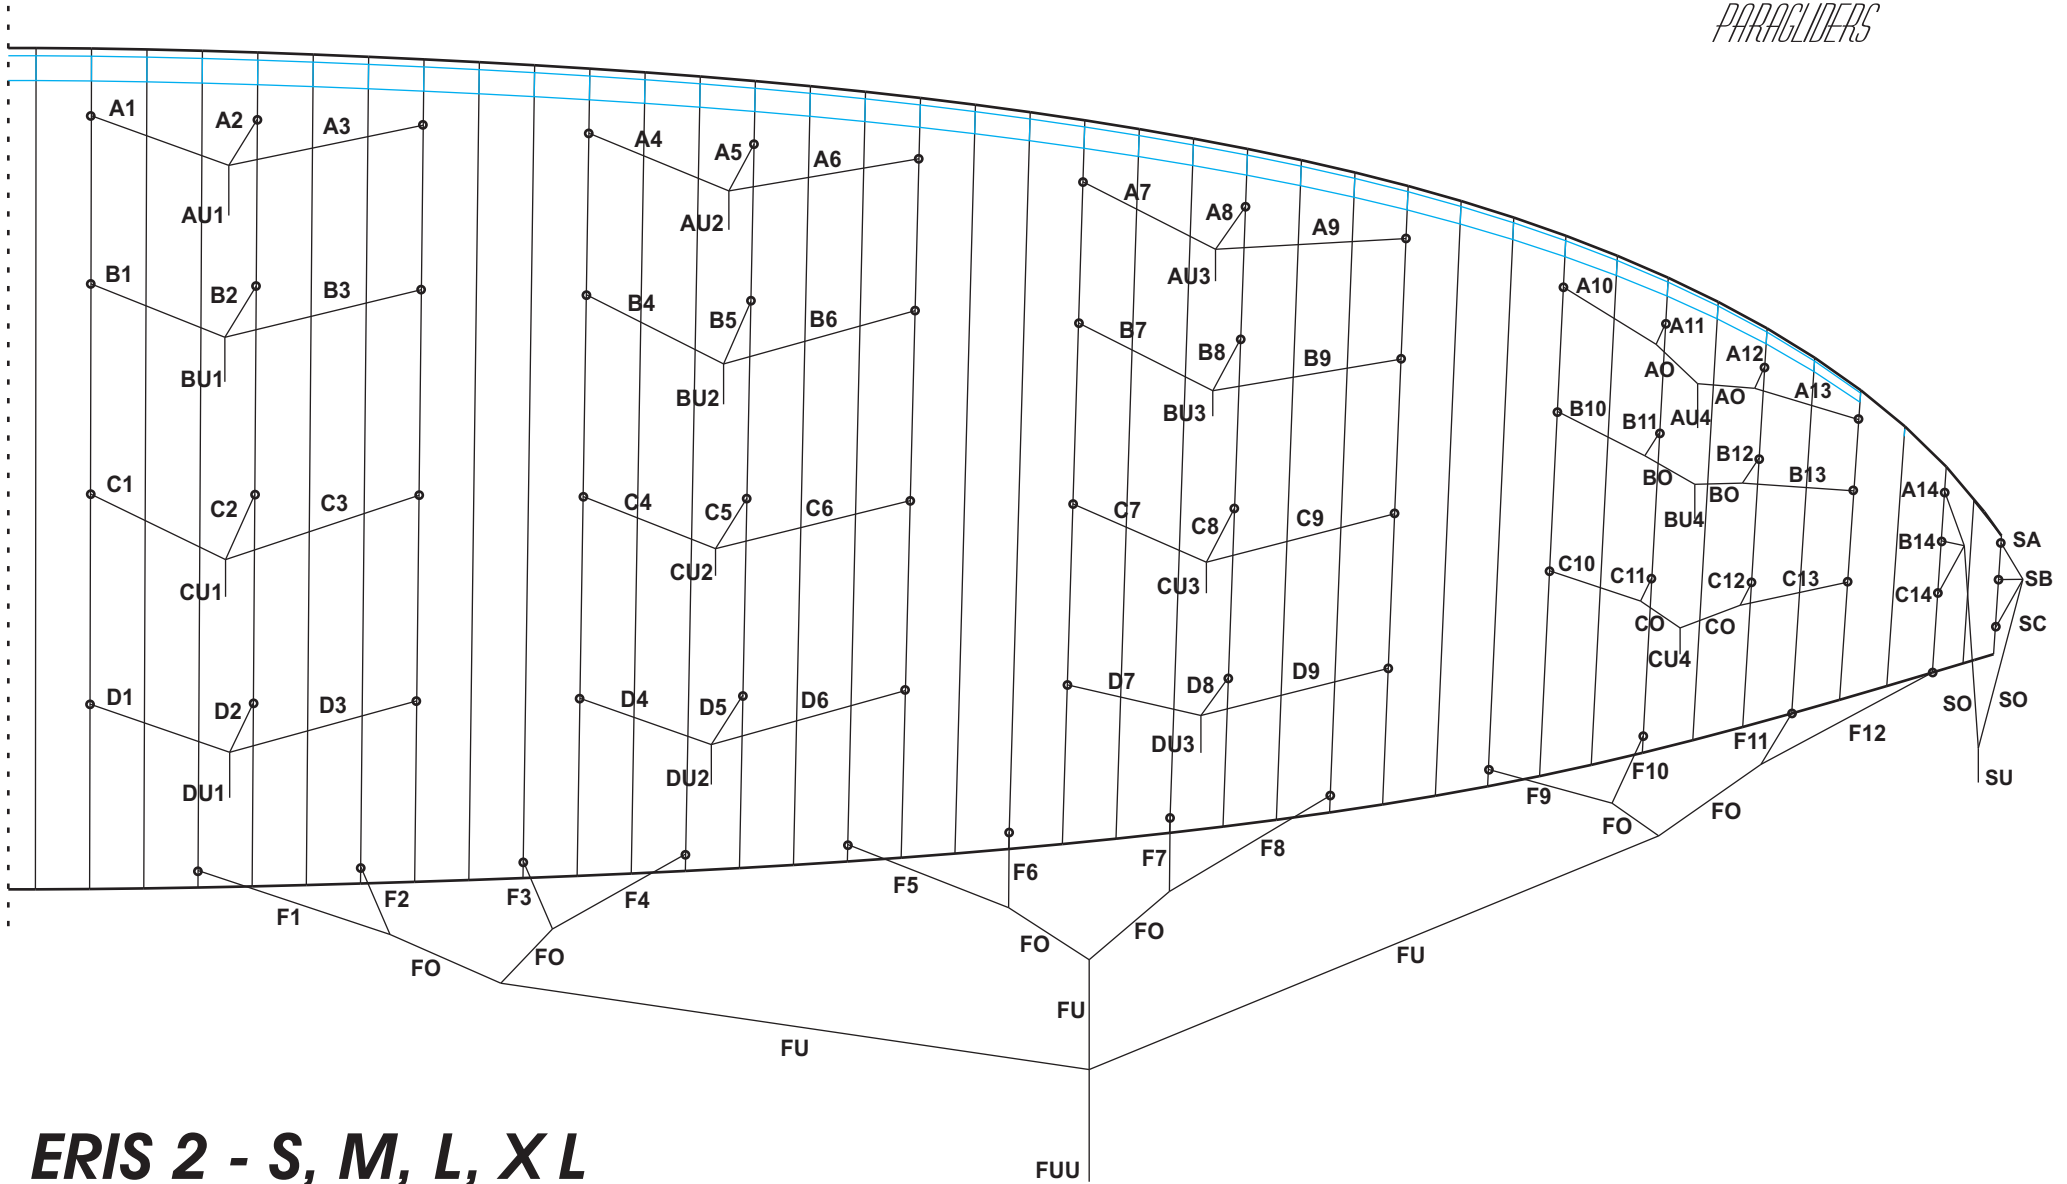 PARAGLIDERS
A1 A2 A3 A4 A5 A6
AU1 AU2
A7 A8 A9
AU3
A10 A11 A12 A13
AO AO
AU4
B1 B2 B3 B4 B5 B6
BU1 BU2
B7 B8 B9
BU3
B10 B11 B12 B13
BO BO
BU4
C1 C2 C3 C4 C5 C6
CU1 CU2
C7 C8 C9
CU3
C10 C11 C12 C13
CO CO
CU4
A14 SA
B14 SB
C14 SC
SO SO
SU
D1 D2 D3 D4 D5 D6
DU1 DU2
D7 D8 D9
DU3
F1 F2 F3 F4 F5 F6 F7 F8 F9 F10 F11 F12
FO FO FO FO FO FO
FU FU FU
FUU
ERIS 2 - S, M, L, XL